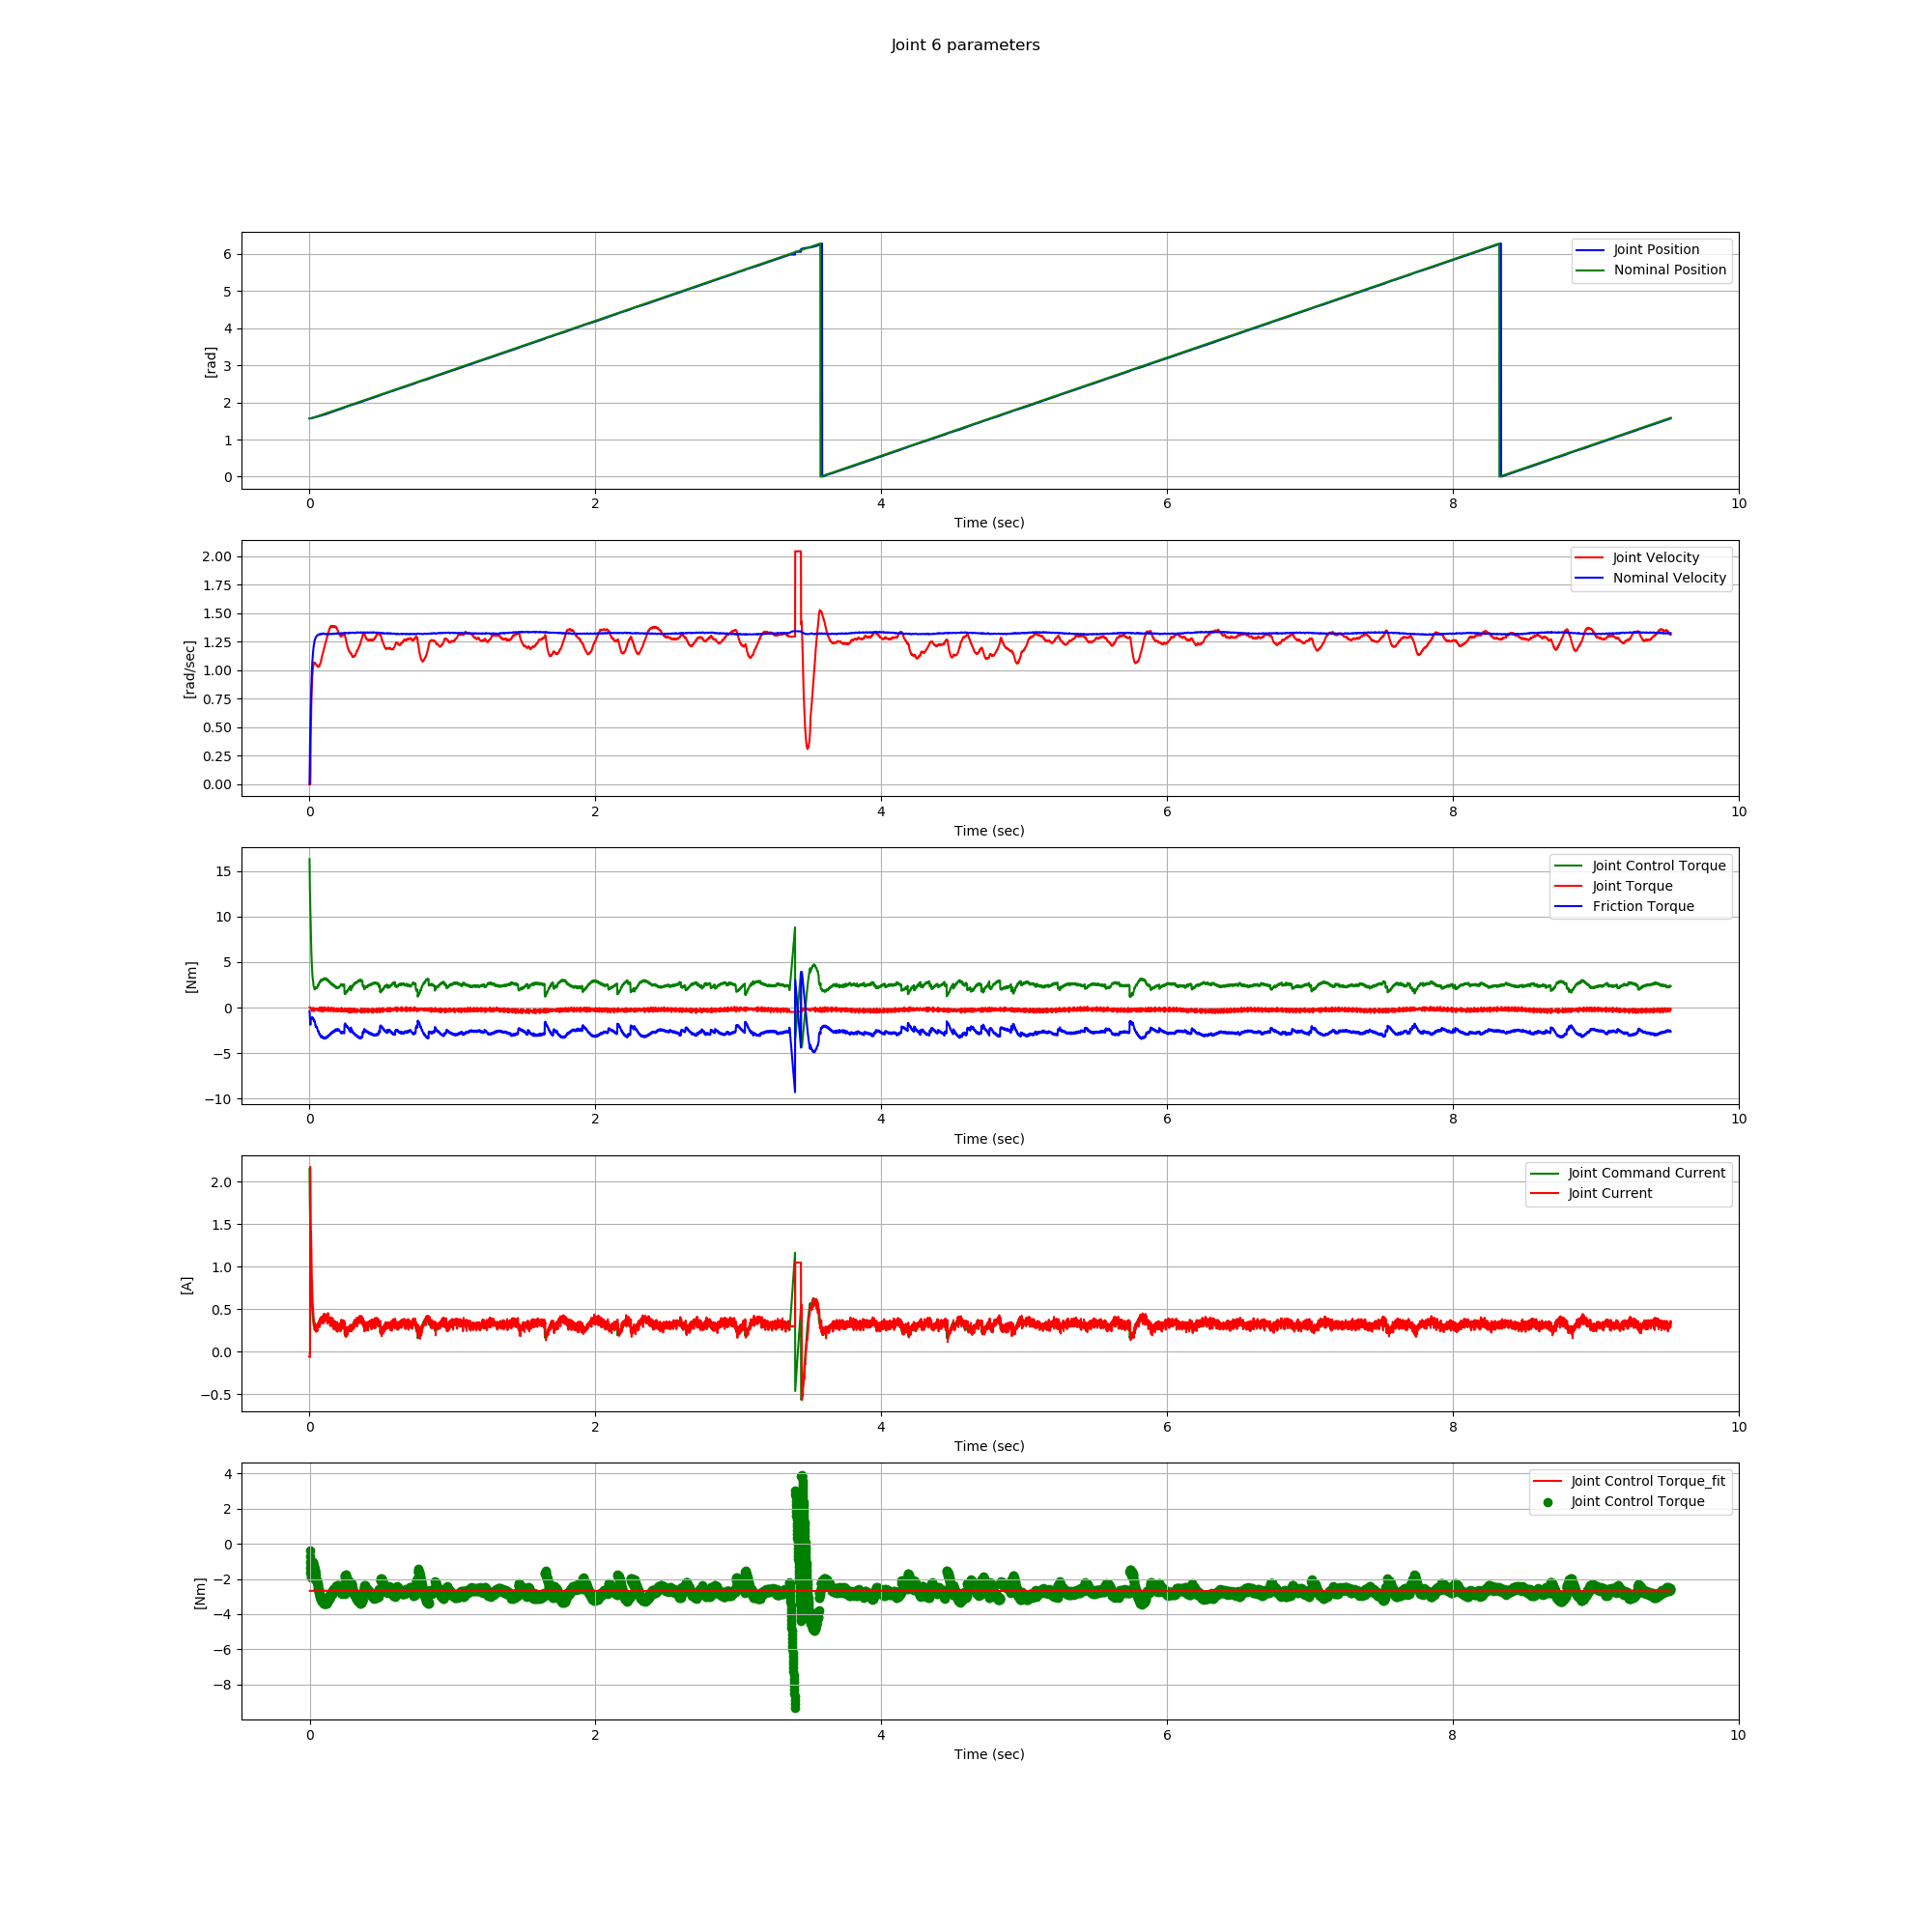 Joint 6 parameters
6
5
4
3
2
1
0
[rad]
Joint Position
Nominal Position
0 2 4 6 8 10
Time (sec)
2.00
1.75
1.50
1.25
1.00
0.75
0.50
0.25
0.00
[rad/sec]
Joint Velocity
Nominal Velocity
0 2 4 6 8 10
Time (sec)
15
10
5
0
−5
−10
[Nm]
Joint Control Torque
Joint Torque
Friction Torque
0 2 4 6 8 10
Time (sec)
2.0
1.5
1.0
0.5
0.0
−0.5
[A]
Joint Command Current
Joint Current
0 2 4 6 8 10
Time (sec)
4
2
0
−2
−4
−6
−8
[Nm]
Joint Control Torque_fit
Joint Control Torque
0 2 4 6 8 10
Time (sec)